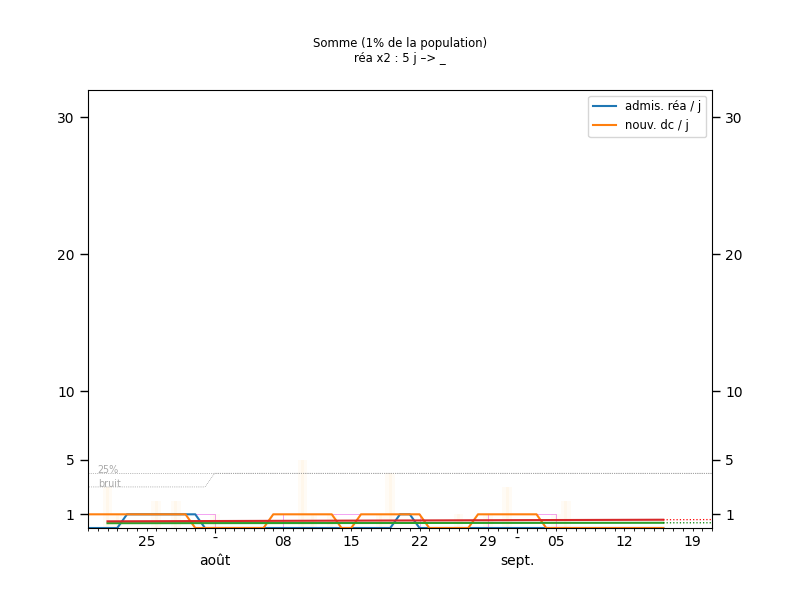 Somme (1% de la population)
réa x2 : 5 j –> _
admis. réa / j
nouv. dc / j
30 30
20 20
10 10
5 5
25%
bruit
1 1
25 - 08 15 22 29 - 05 12 19
août sept.